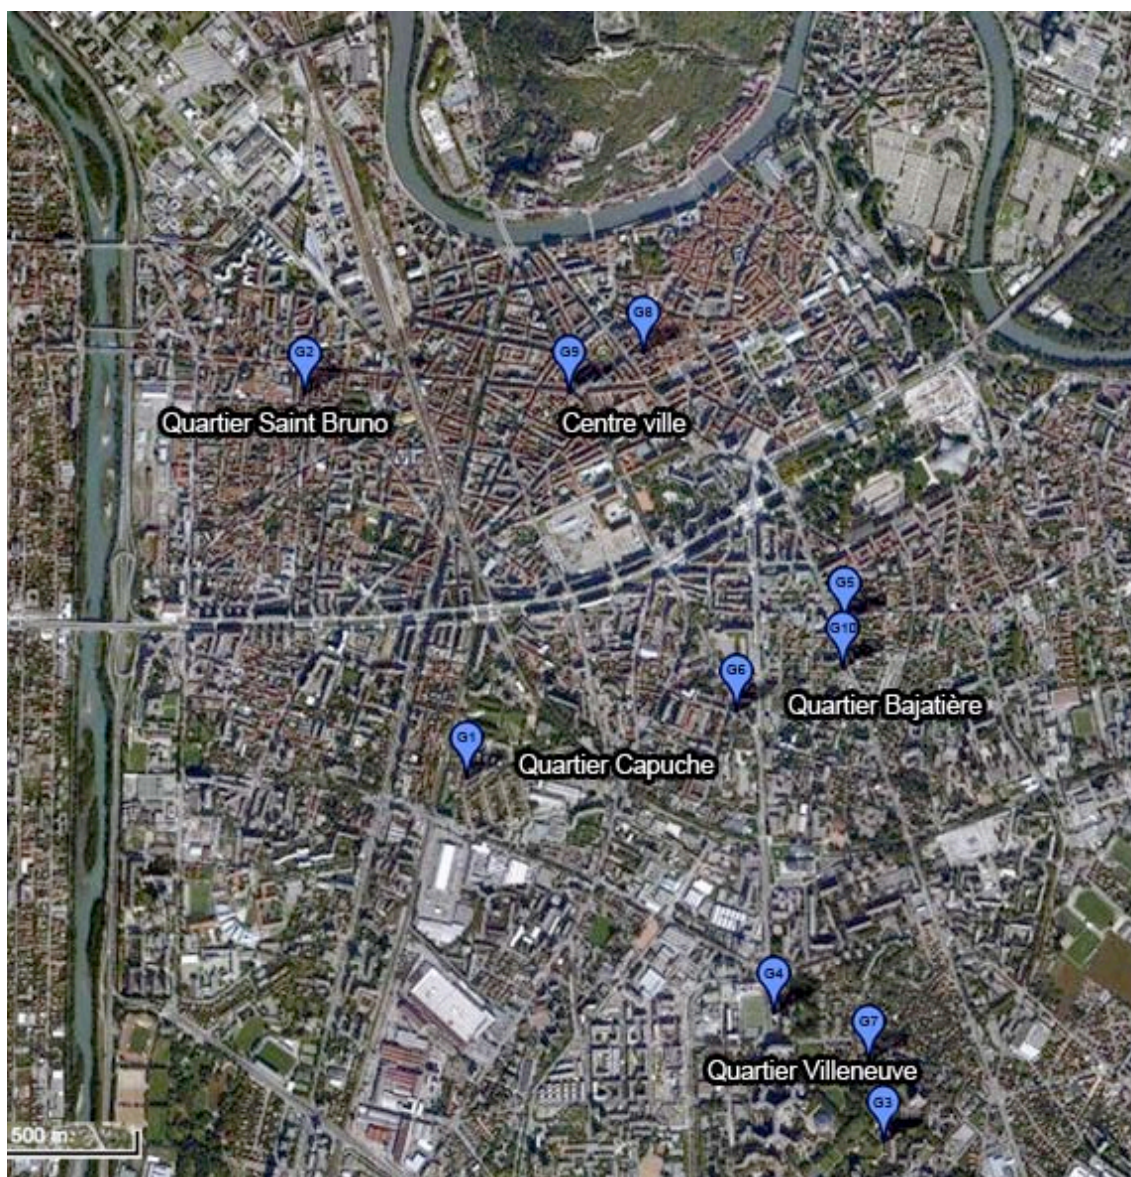 G8
G2
G9
Quartier Saint Bruno
Centre ville
G5
G10
G6
Quartier Bajatière
G1
Quartier Capuche
G4
G7
Quartier Villeneuve
G3
500 m